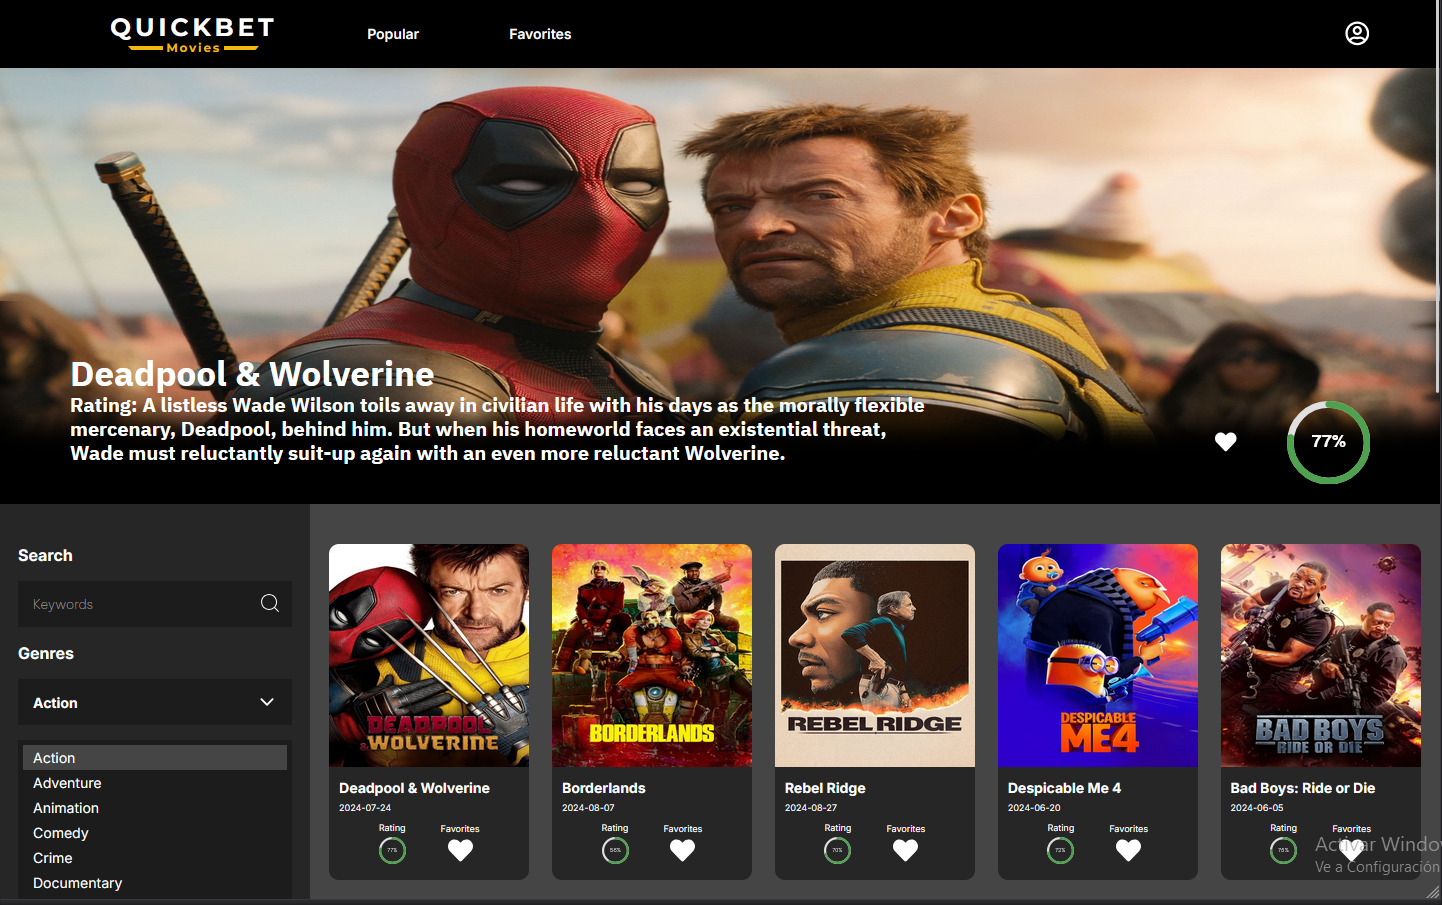 QUICKBET
Movies
Popular
Favorites
Deadpool & Wolverine
Rating: A listless Wade Wilson toils away in civilian life with his days as the morally flexible
mercenary, Deadpool, behind him. But when his homeworld faces an existential threat,
Wade must reluctantly suit-up again with an even more reluctant Wolverine.
77%
Search
Keywords
Genres
Action
Action
Adventure
Animation
Comedy
Crime
Documentary
DEADPOOL
& WOLVERINE
Deadpool & Wolverine
2024-07-24
Rating
Favorites
77%
BORDERLANDS
Borderlands
2024-08-07
Rating
Favorites
REBEL RIDGE
Rebel Ridge
2024-08-27
Rating
Favorites
70%
DESPICABLE
ME4
Despicable Me 4
2024-06-20
Rating
Favorites
BAD BOYS
RIDE OR DIE
Bad Boys: Ride or Die
2024-06-05
Rating
Favorites
Activar Windo
Ve a Configuración